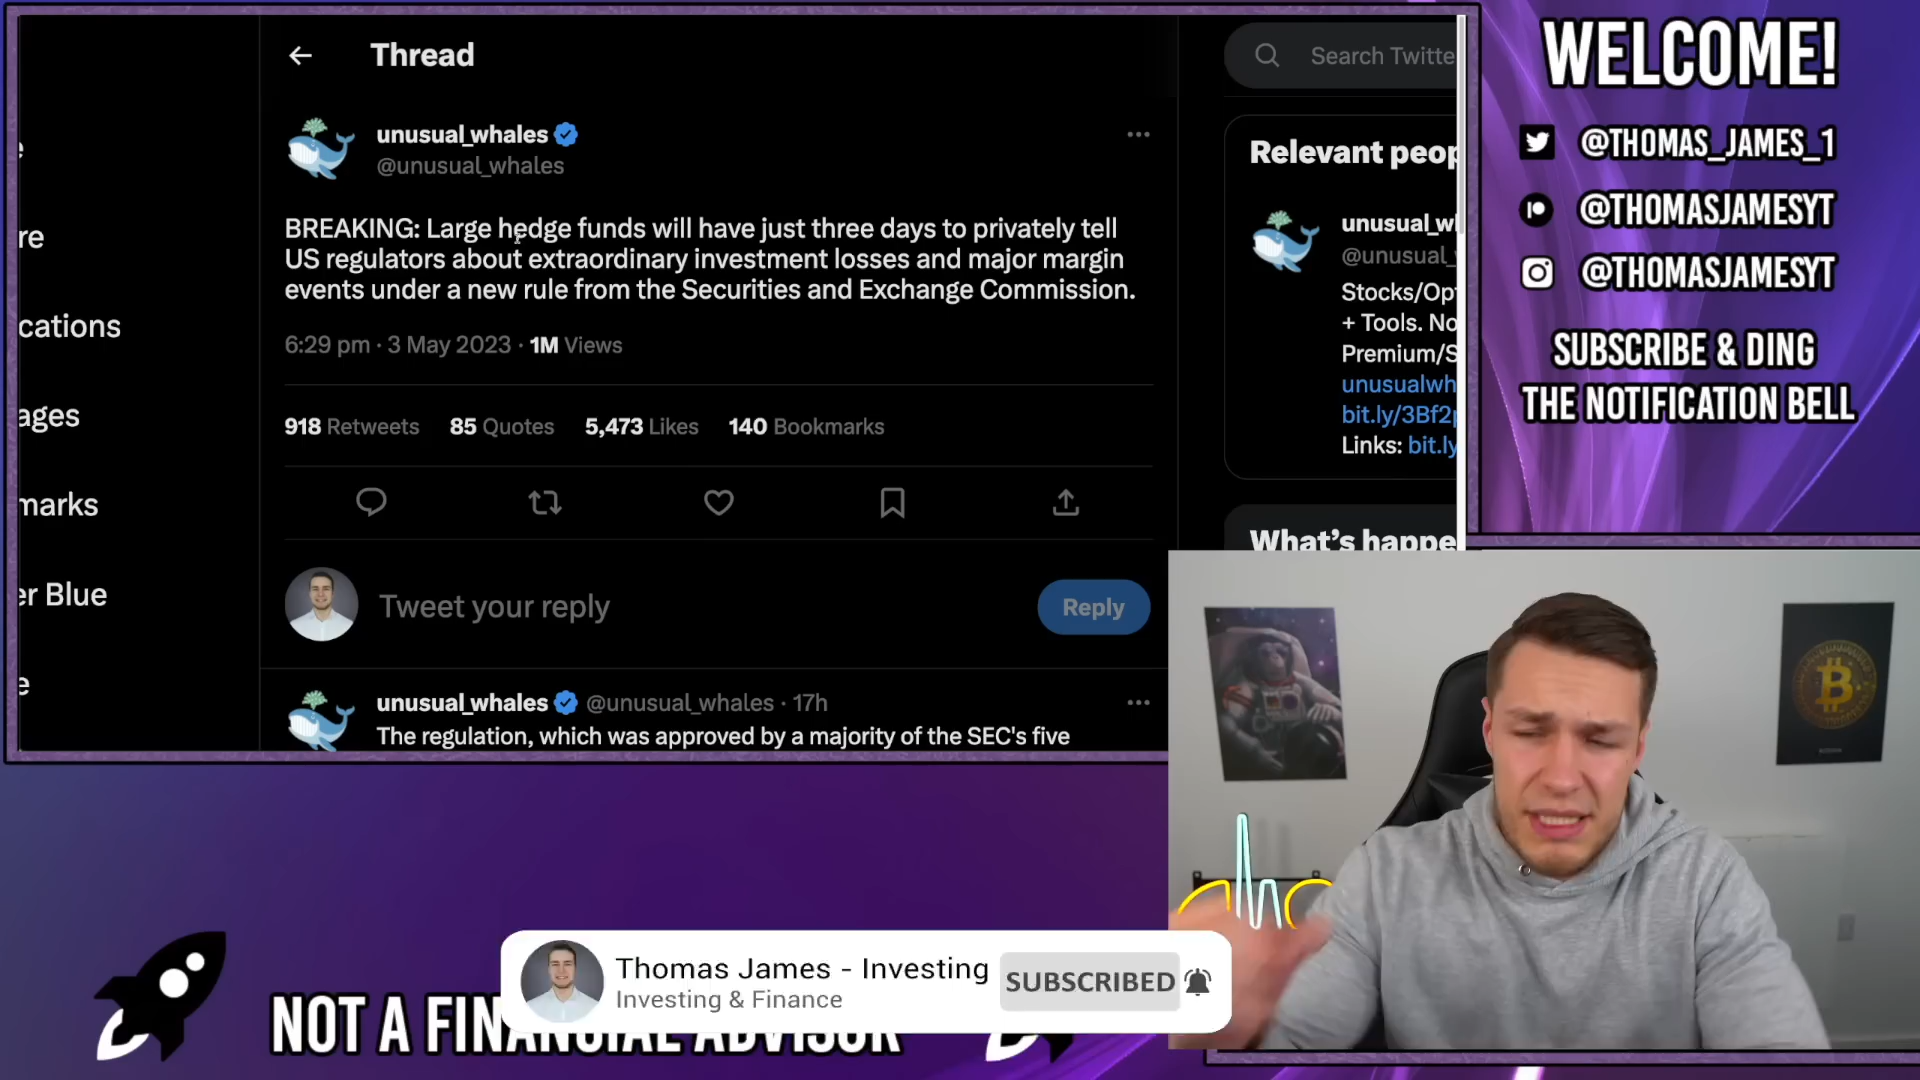 Thread
Search Twitte
unusual_whales
@unusual_whales
BREAKING: Large hedge funds will have just three days to privately tell
US regulators about extraordinary investment losses and major margin
events under a new rule from the Securities and Exchange Commission.
6:29 pm · 3 May 2023 · 1M Views
918 Retweets 85 Quotes 5,473 Likes 140 Bookmarks
Tweet your reply
Reply
unusual_whales @unusual_whales · 17h
The regulation, which was approved by a majority of the SEC's five
e
re
cations
ages
marks
er Blue
e
Relevant peop
unusual_wl
@unusual_
Stocks/Op
+ Tools. No
Premium/S
unusualwh
bit.ly/3Bf2p
Links: bit.ly
What's happe
WELCOME!
@THOMAS_JAMES_1
@THOMASJAMESYT
@THOMASJAMESYT
SUBSCRIBE & DING
THE NOTIFICATION BELL
Thomas James - Investing
Investing & Finance
SUBSCRIBED
NOT A FINANCIAL ADVISOR